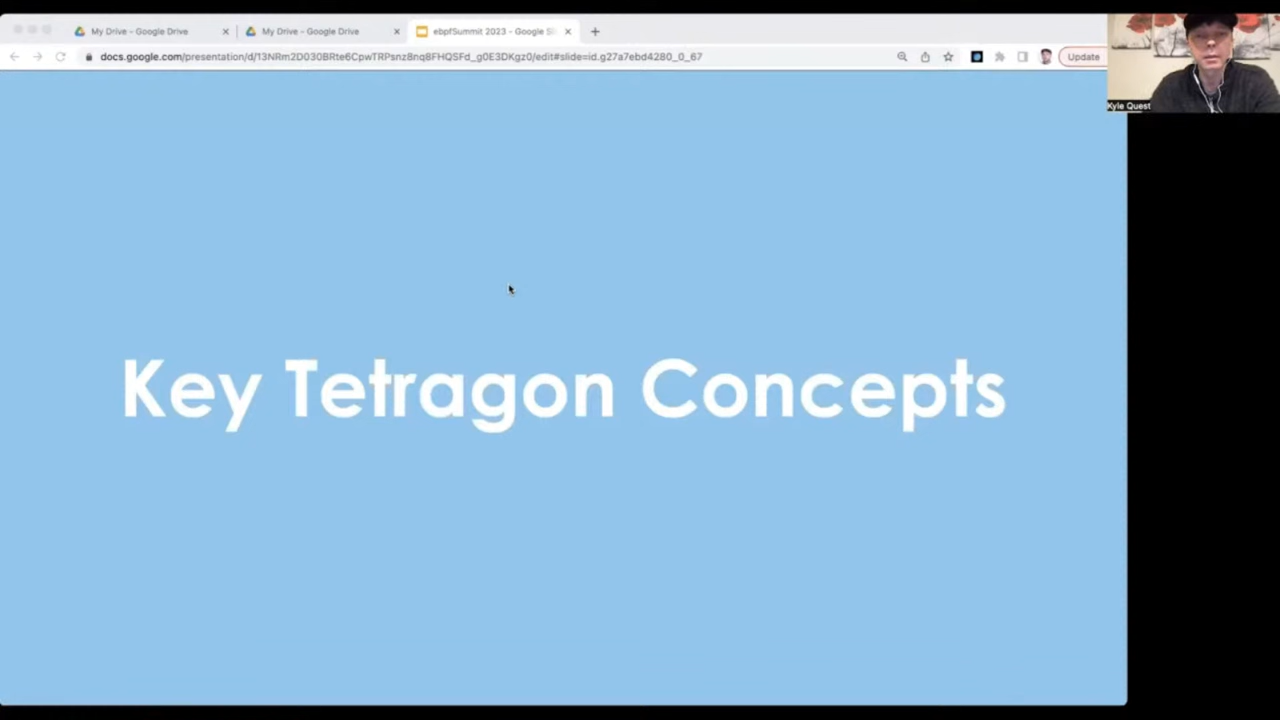 My Drive - Google Drive
My Drive - Google Drive
ebpfSummit 2023 - Google Sl
docs.google.com/presentation/d/13NRm2D030BRte6CpwTRPsnz8nq8FHQSFd_g0E3DKgz0/edit#slide=id.g27a7ebd4280_0_67
Update
Kyle Quest
Key Tetragon Concepts